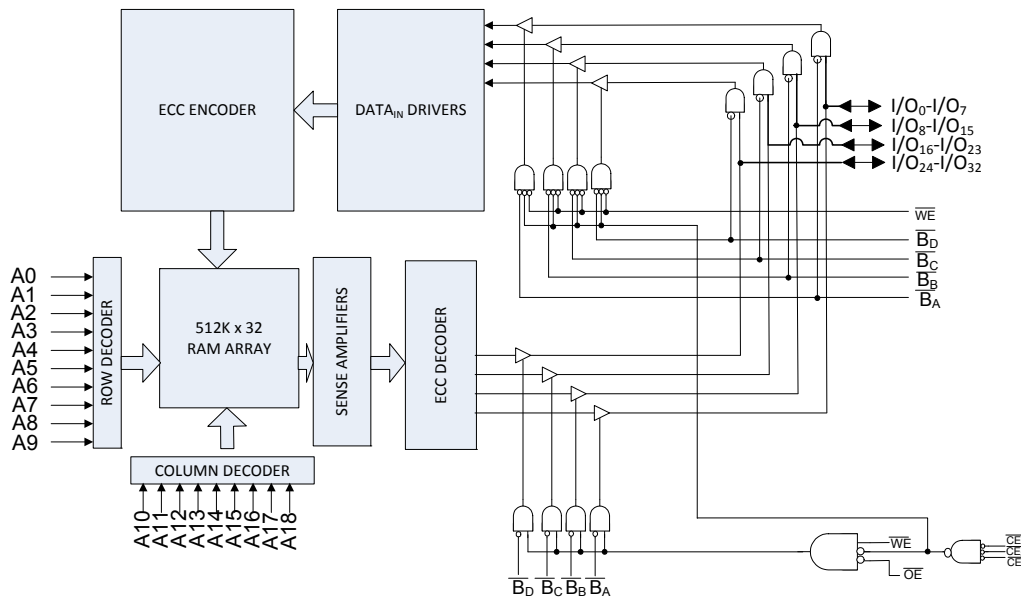 ECC ENCODER
DATAIN DRIVERS
I/O0-I/O7
I/O8-I/O15
I/O16-I/O23
I/O24-I/O32
WE
BD
BC
BB
BA
A0
A1
A2
A3
A4
A5
A6
A7
A8
A9
ROW DECODER
512K x 32
RAM ARRAY
SENSE AMPLIFIERS
ECC DECODER
COLUMN DECODER
A10
A11
A12
A13
A14
A15
A16
A17
A18
BD
BC
BB
BA
WE
OE
CE
CE
CE